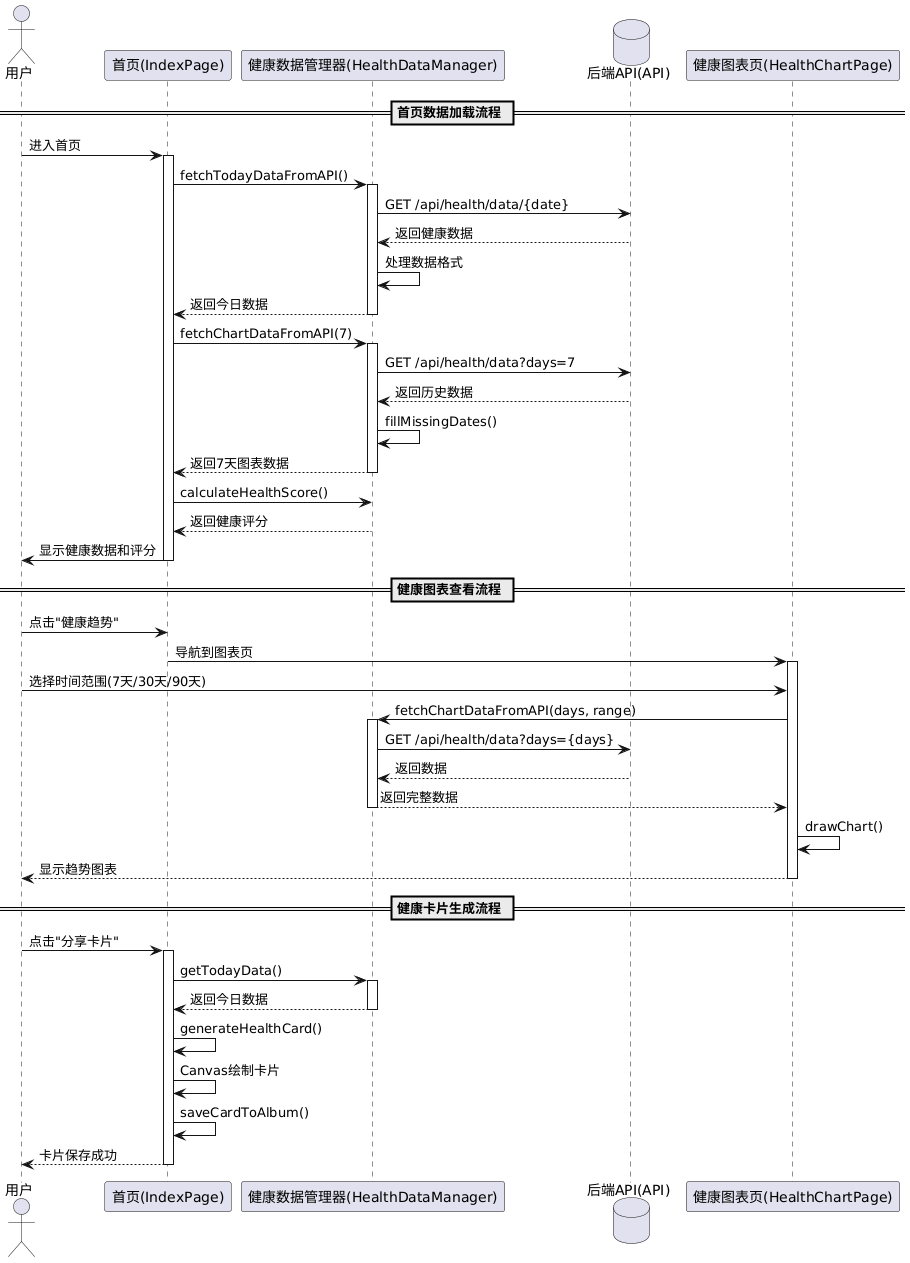 用户
首页(IndexPage)
健康数据管理器(HealthDataManager)
后端API(API)
健康图表页(HealthChartPage)
首页数据加载流程
进入首页
fetchTodayDataFromAPI()
GET /api/health/data/{date}
返回健康数据
处理数据格式
返回今日数据
fetchChartDataFromAPI(7)
GET /api/health/data?days=7
返回历史数据
fillMissingDates()
返回7天图表数据
calculateHealthScore()
返回健康评分
显示健康数据和评分
健康图表查看流程
点击"健康趋势"
导航到图表页
选择时间范围(7天/30天/90天)
fetchChartDataFromAPI(days, range)
GET /api/health/data?days={days}
返回数据
返回完整数据
drawChart()
显示趋势图表
健康卡片生成流程
点击"分享卡片"
getTodayData()
返回今日数据
generateHealthCard()
Canvas绘制卡片
saveCardToAlbum()
卡片保存成功
用户
首页(IndexPage)
健康数据管理器(HealthDataManager)
后端API(API)
健康图表页(HealthChartPage)